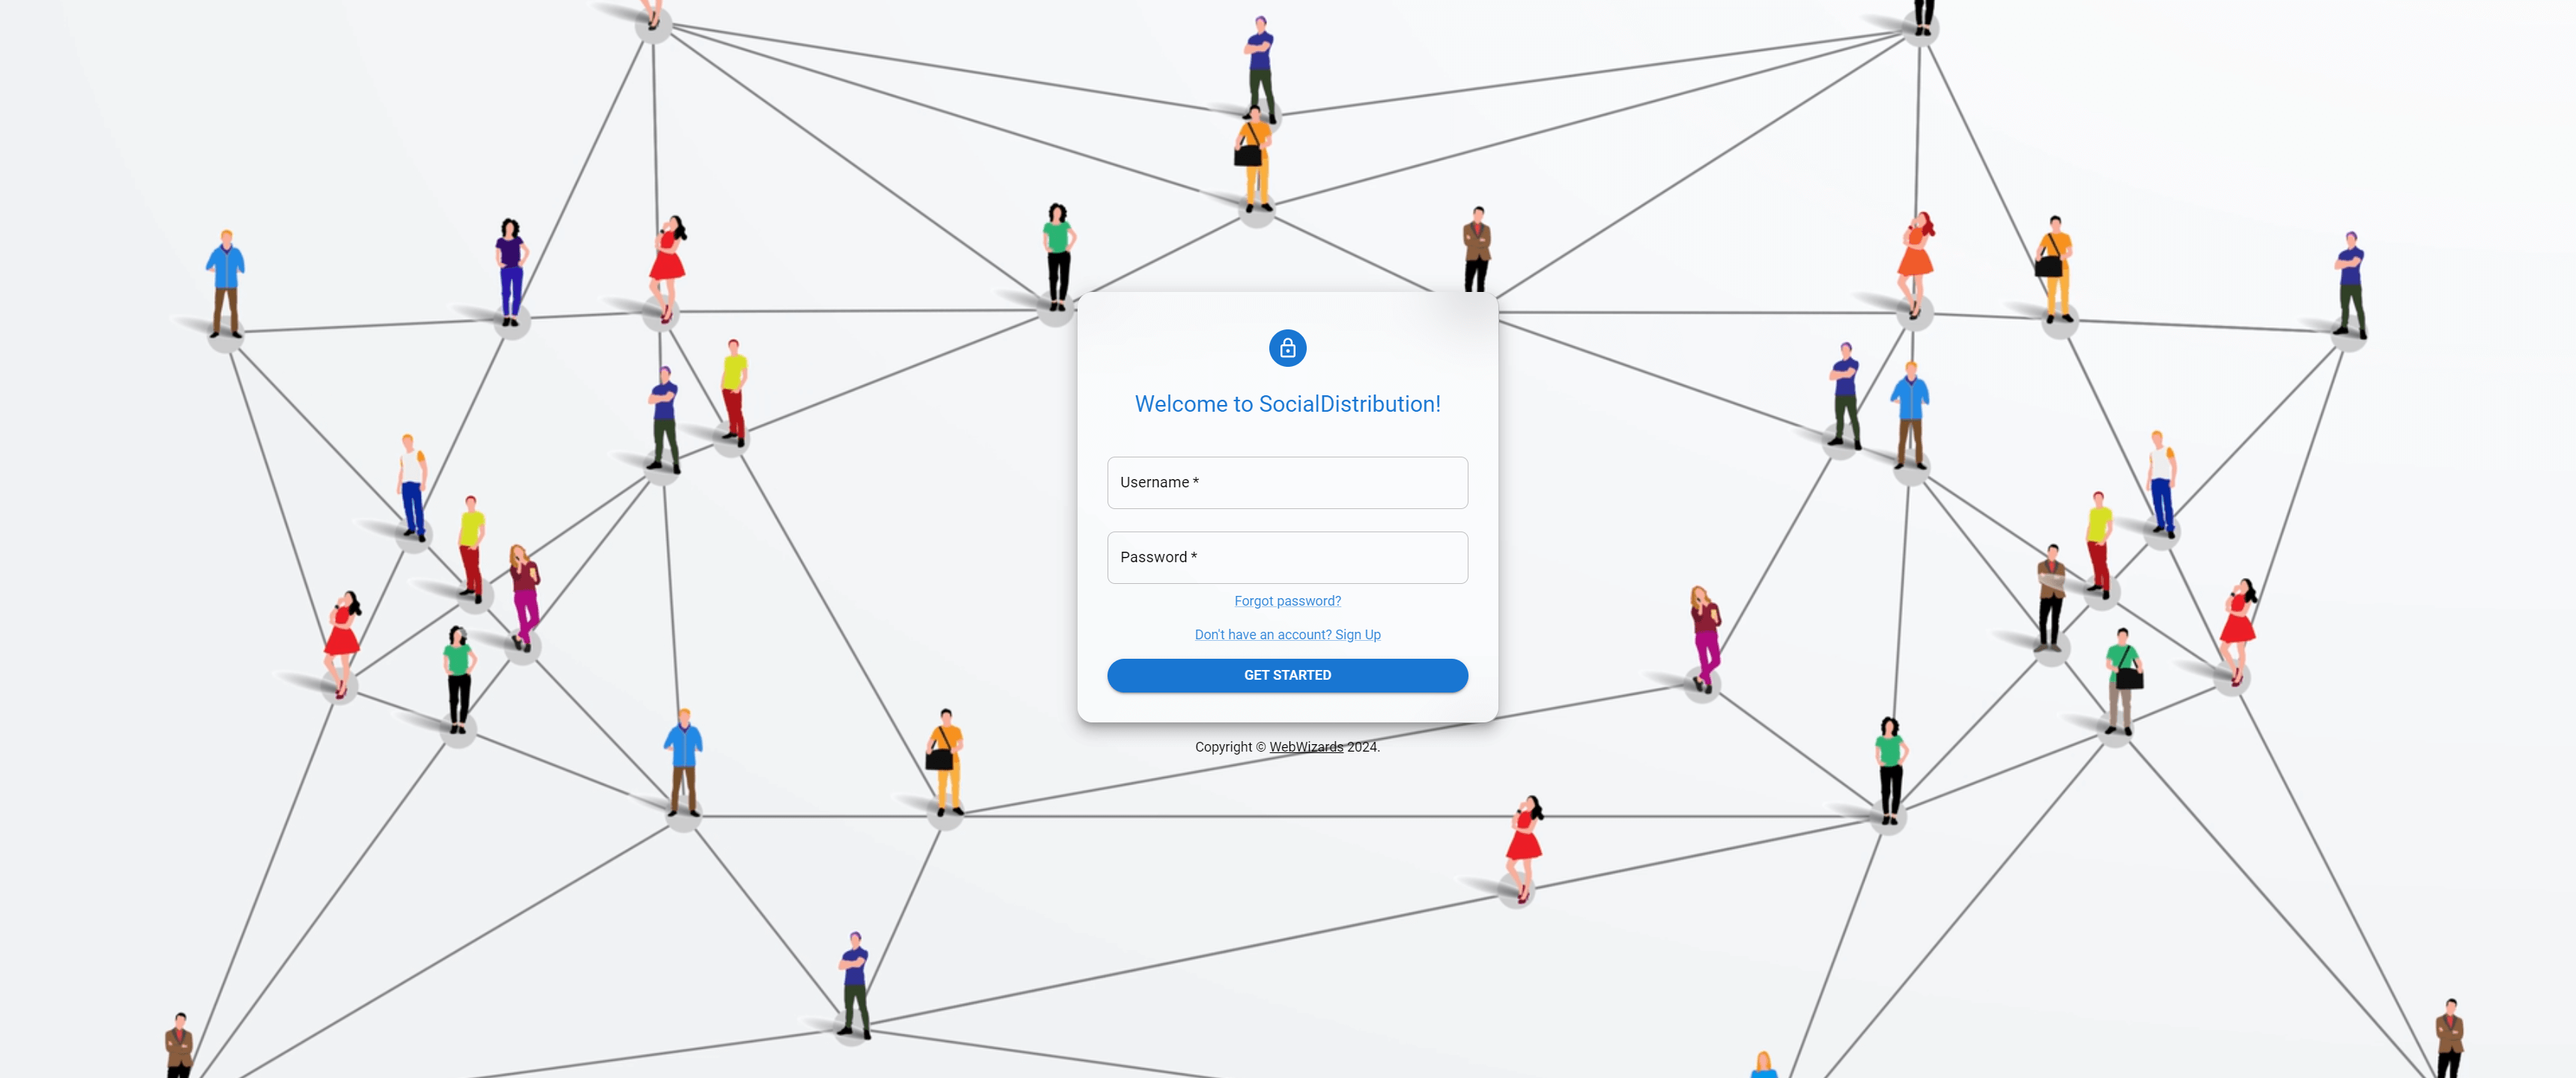 Welcome to SocialDistribution!
Username *
Password *
Forgot password?
Don't have an account? Sign Up
GET STARTED
Copyright © WebWizards 2024.